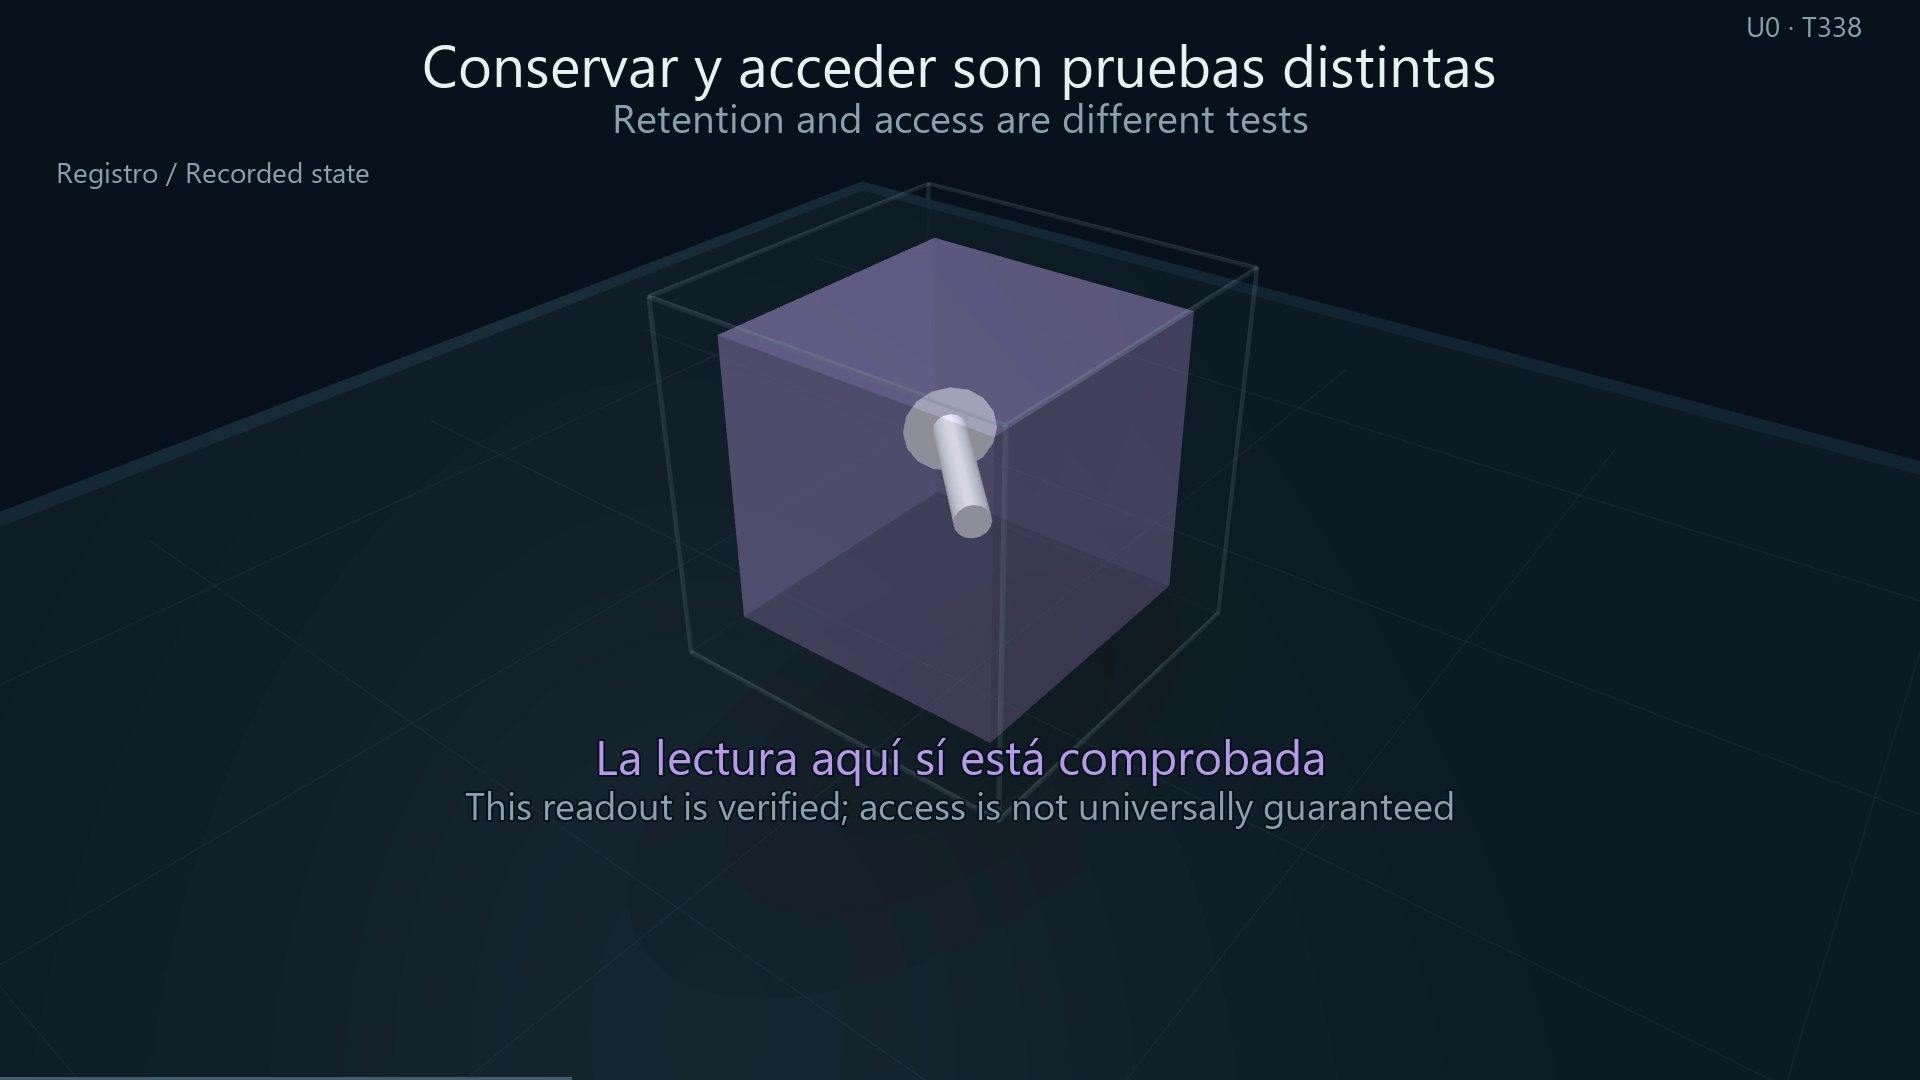 U0 · T338
Conservar y acceder son pruebas distintas
Retention and access are different tests
Registro / Recorded state
La lectura aquí sí está comprobada
This readout is verified; access is not universally guaranteed